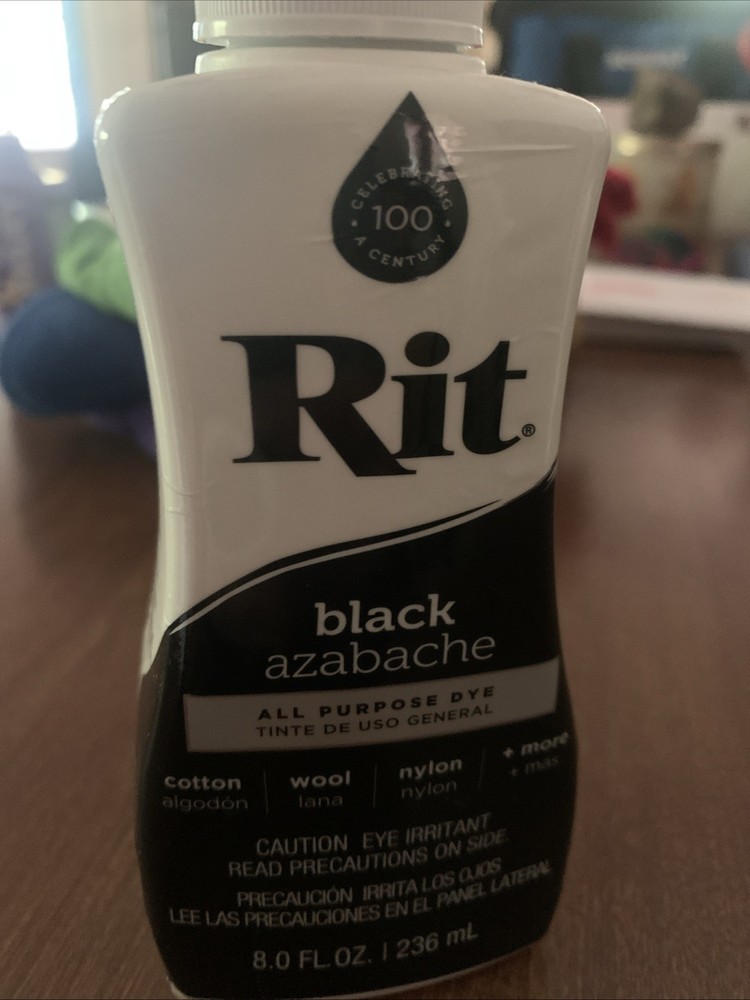 CELEBRATING
100
A CENTURY
Rit®
black
azabache
ALL PURPOSE DYE
TINTE DE USO GENERAL
cotton wool nylon + more
algodón lana nylon + más
CAUTION EYE IRRITANT
READ PRECAUTIONS ON SIDE.
PRECAUCIÓN IRRITA LOS OJOS
LEE LAS PRECAUCIONES EN EL PANEL LATERAL
8.0 FL.OZ. | 236 mL